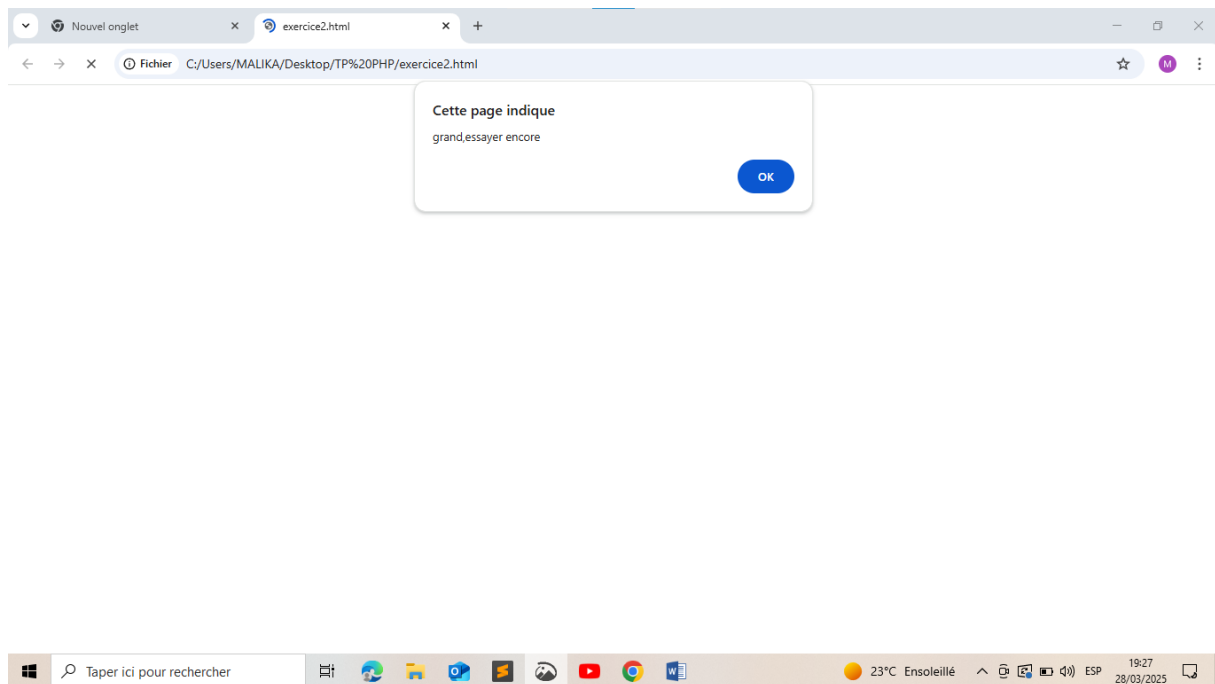 Nouvel onglet
exercice2.html
Fichier
C:/Users/MALIKA/Desktop/TP%20PHP/exercice2.html
M
Cette page indique
grand,essayer encore
OK
Taper ici pour rechercher
23°C Ensoleillé
ESP
19:27
28/03/2025